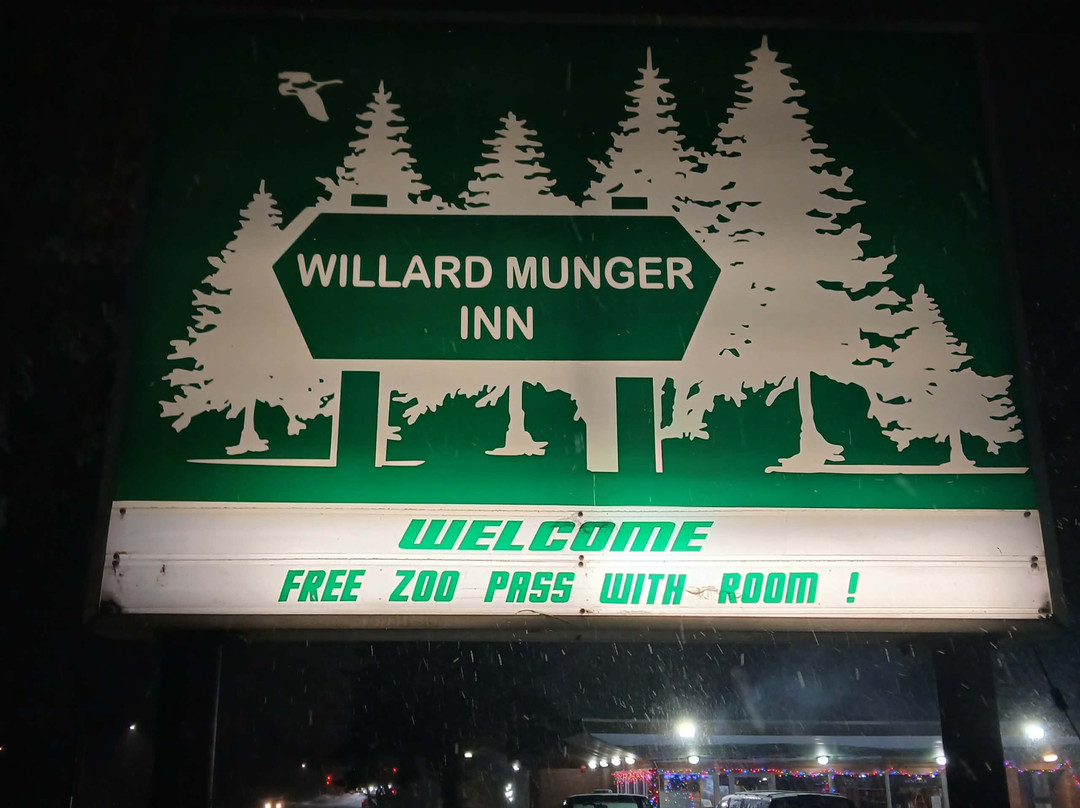 WILLARD MUNGER
INN
WELCOME
FREE ZOO PASS WITH ROOM !